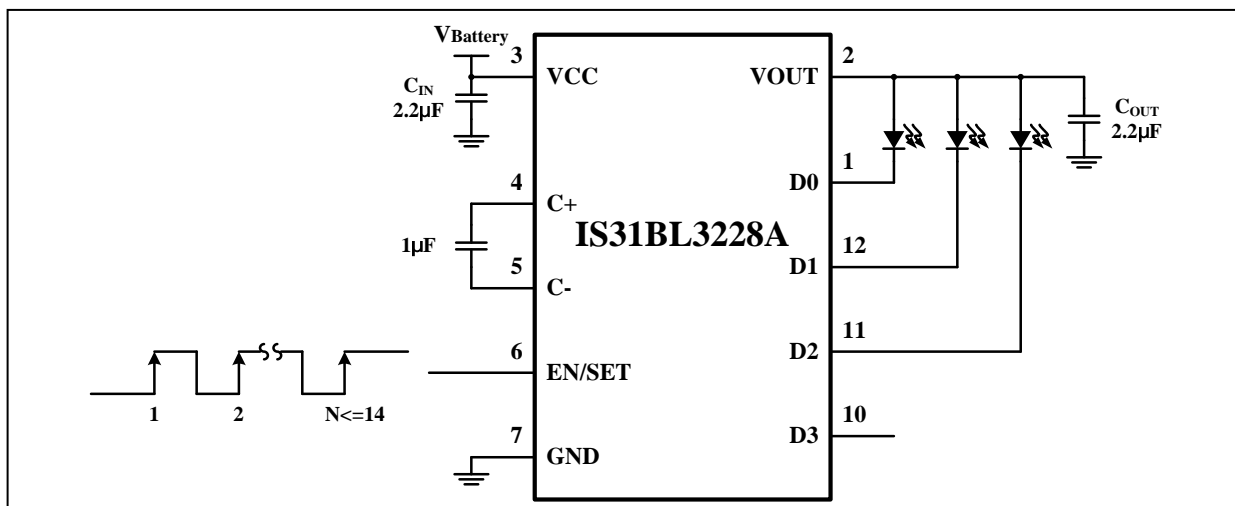 VBattery
3
VCC
CIN
2.2µF
4
C+
1µF
5
C-
6
EN/SET
1
2
N<=14
7
GND
IS31BL3228A
2
VOUT
COUT
2.2µF
1
D0
12
D1
11
D2
10
D3